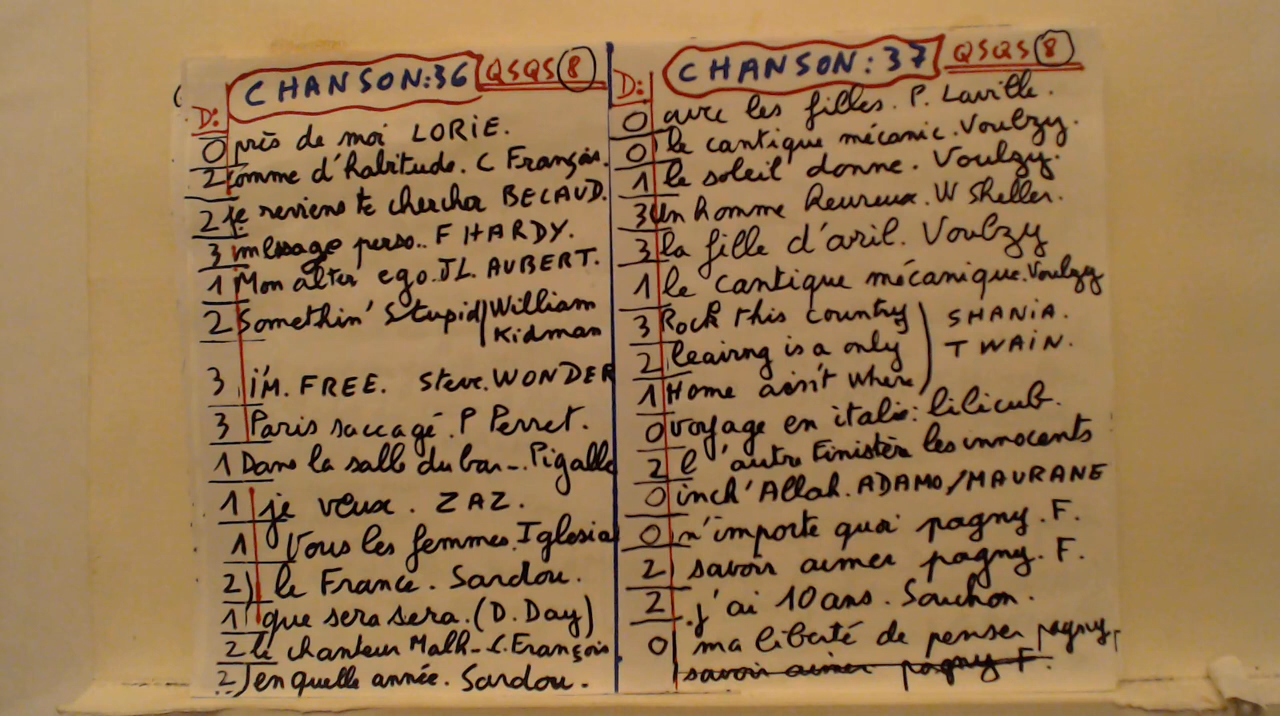 CHANSON:36 QSQS 8
D:
0 près de moi LORiE.
2 comme d'habitude. C François.
2 je reviens te chercher BECAUD.
3 message perso.. F HARDY.
1 Mon alter ego. JL. AUBERT.
2 Somethin' Stupid / William
Kidman
3 i'M. FREE. Steve. WONDER
3 Paris saccagé. P Perret.
1 Dans la salle du bar -. Pigalle
1 je veux. ZAZ.
1 Vous les femmes. Iglesia
2) le France. Sardou.
1 que sera sera. (D. Day)
2 le chanteur Malh-. C. François
2 J en quelle année. Sardou.
CHANSON: 37 QSQS 8
D:
0 avec les filles. P. Laville.
0 le cantique mécanic. Voulzy.
1 le soleil donne. Voulzy.
3 Un homme heureux. W Sheller.
3 la fille d'avril. Voulzy
1 le cantique mécanique. Voulzy
3 Rock this country ) SHANiA.
2 leairng is a only TWAiN.
1 Home ain't where
0 voyage en italie: lilicub.
2 l'autre Finistère les innocents
0 inch'Allah. ADAMO/MAURANE
0 n'importe quoi pagny. F.
2 savoir aimer pagny. F.
2 j'ai 10 ans. Souchon.
0 ma liberté de penser pagny,
savoir aimer pagny F.